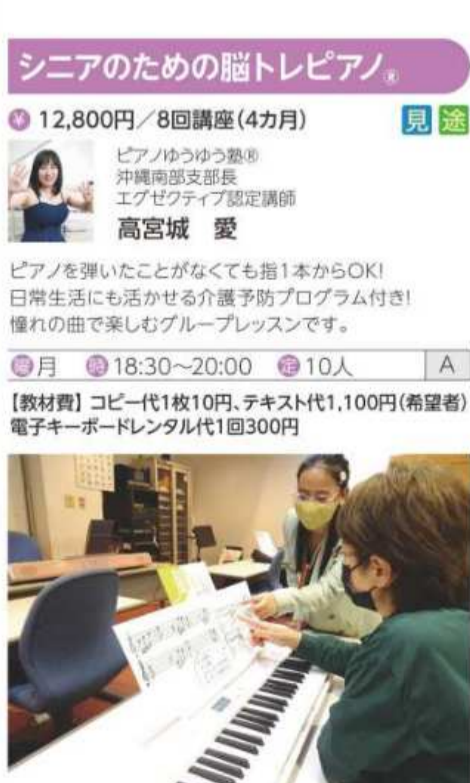 シニアのための脳トレピアノ®
¥ 12,800円／8回講座(4カ月)
見 途
ピアノゆうゆう塾®
沖縄南部支部長
エグゼクティブ認定講師
高宮城 愛
ピアノを弾いたことがなくても指1本からOK!
日常生活にも活かせる介護予防プログラム付き!
憧れの曲で楽しむグループレッスンです。
曜 月 時 18:30～20:00 定 10人 A
【教材費】コピー代1枚10円、テキスト代1,100円(希望者)
電子キーボードレンタル代1回300円